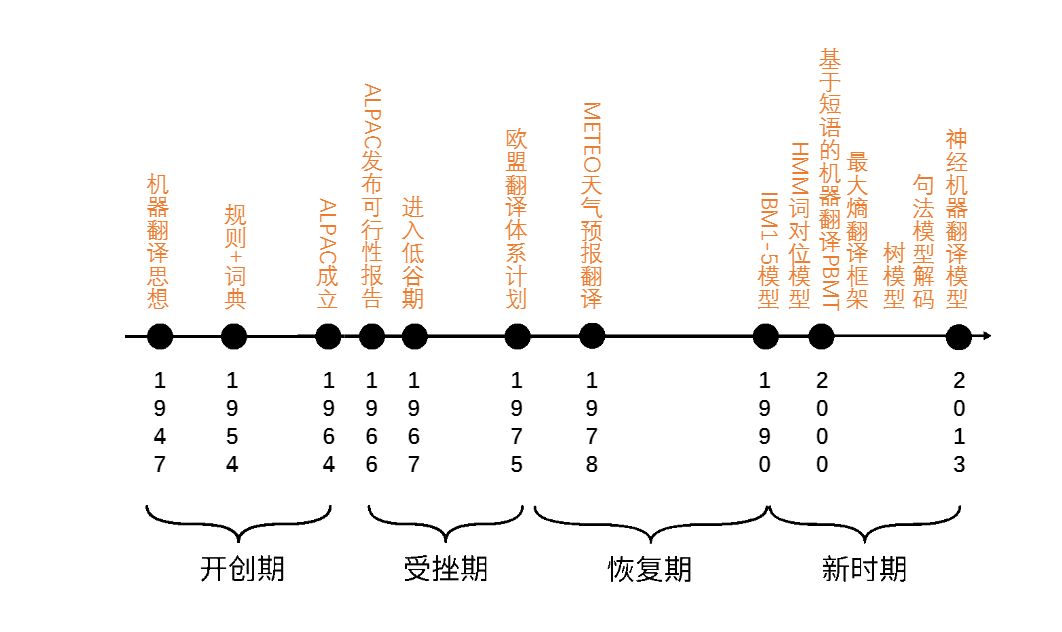 机器翻译思想
规则+词典
ALPAC成立
ALPAC发布可行性报告
进入低谷期
欧盟翻译体系计划
METEO天气预报翻译
IBM1-5模型
HMM词对位模型
基于短语的机器翻译PBMT
最大熵翻译框架
树模型
句法模型解码
神经机器翻译模型
1947
1954
1964
1966
1967
1975
1978
1990
2000
2013
开创期
受挫期
恢复期
新时期